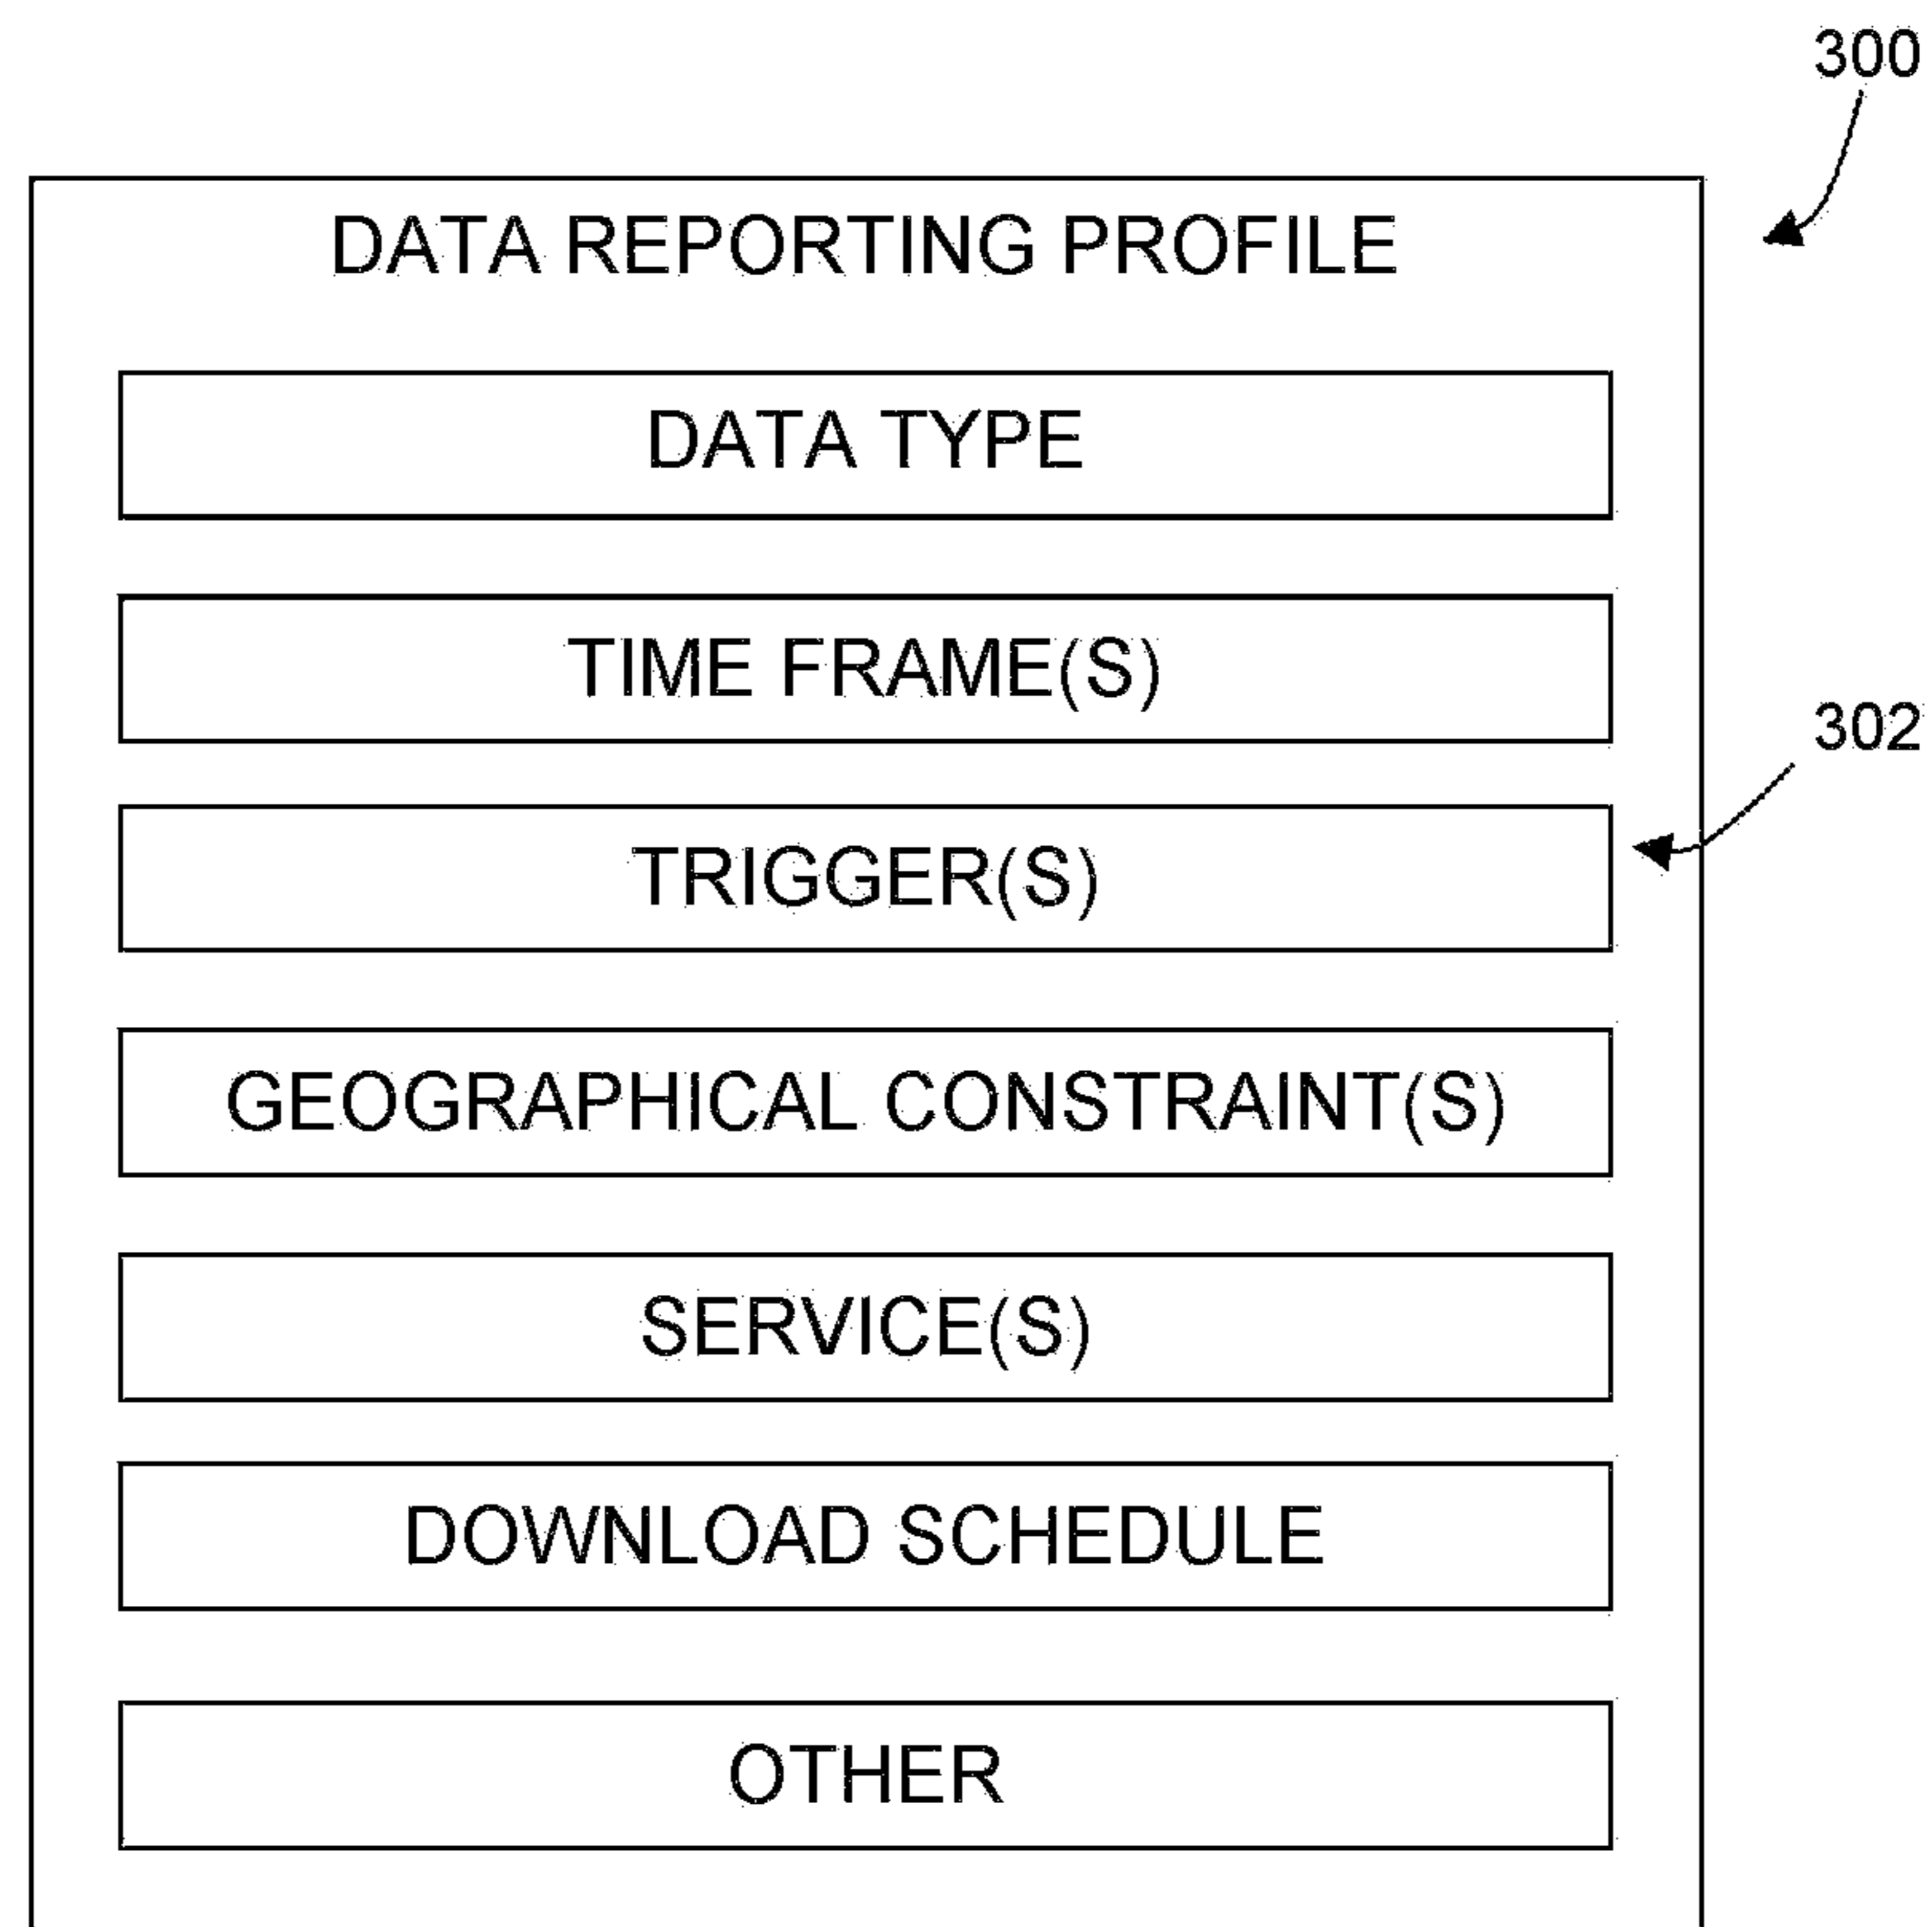 300
DATA REPORTING PROFILE
DATA TYPE
TIME FRAME(S)
302
TRIGGER(S)
GEOGRAPHICAL CONSTRAINT(S)
SERVICE(S)
DOWNLOAD SCHEDULE
OTHER